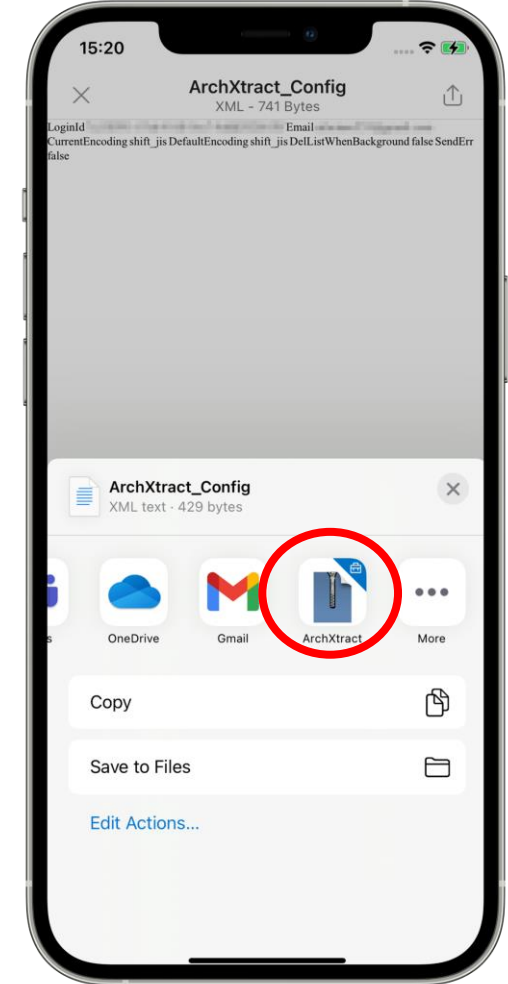 15:20
ArchXtract_Config
XML - 741 Bytes
LoginId Email
CurrentEncoding shift_jis DefaultEncoding shift_jis DelListWhenBackground false SendErr
false
ArchXtract_Config
XML text · 429 bytes
s OneDrive Gmail ArchXtract More
Copy
Save to Files
Edit Actions...